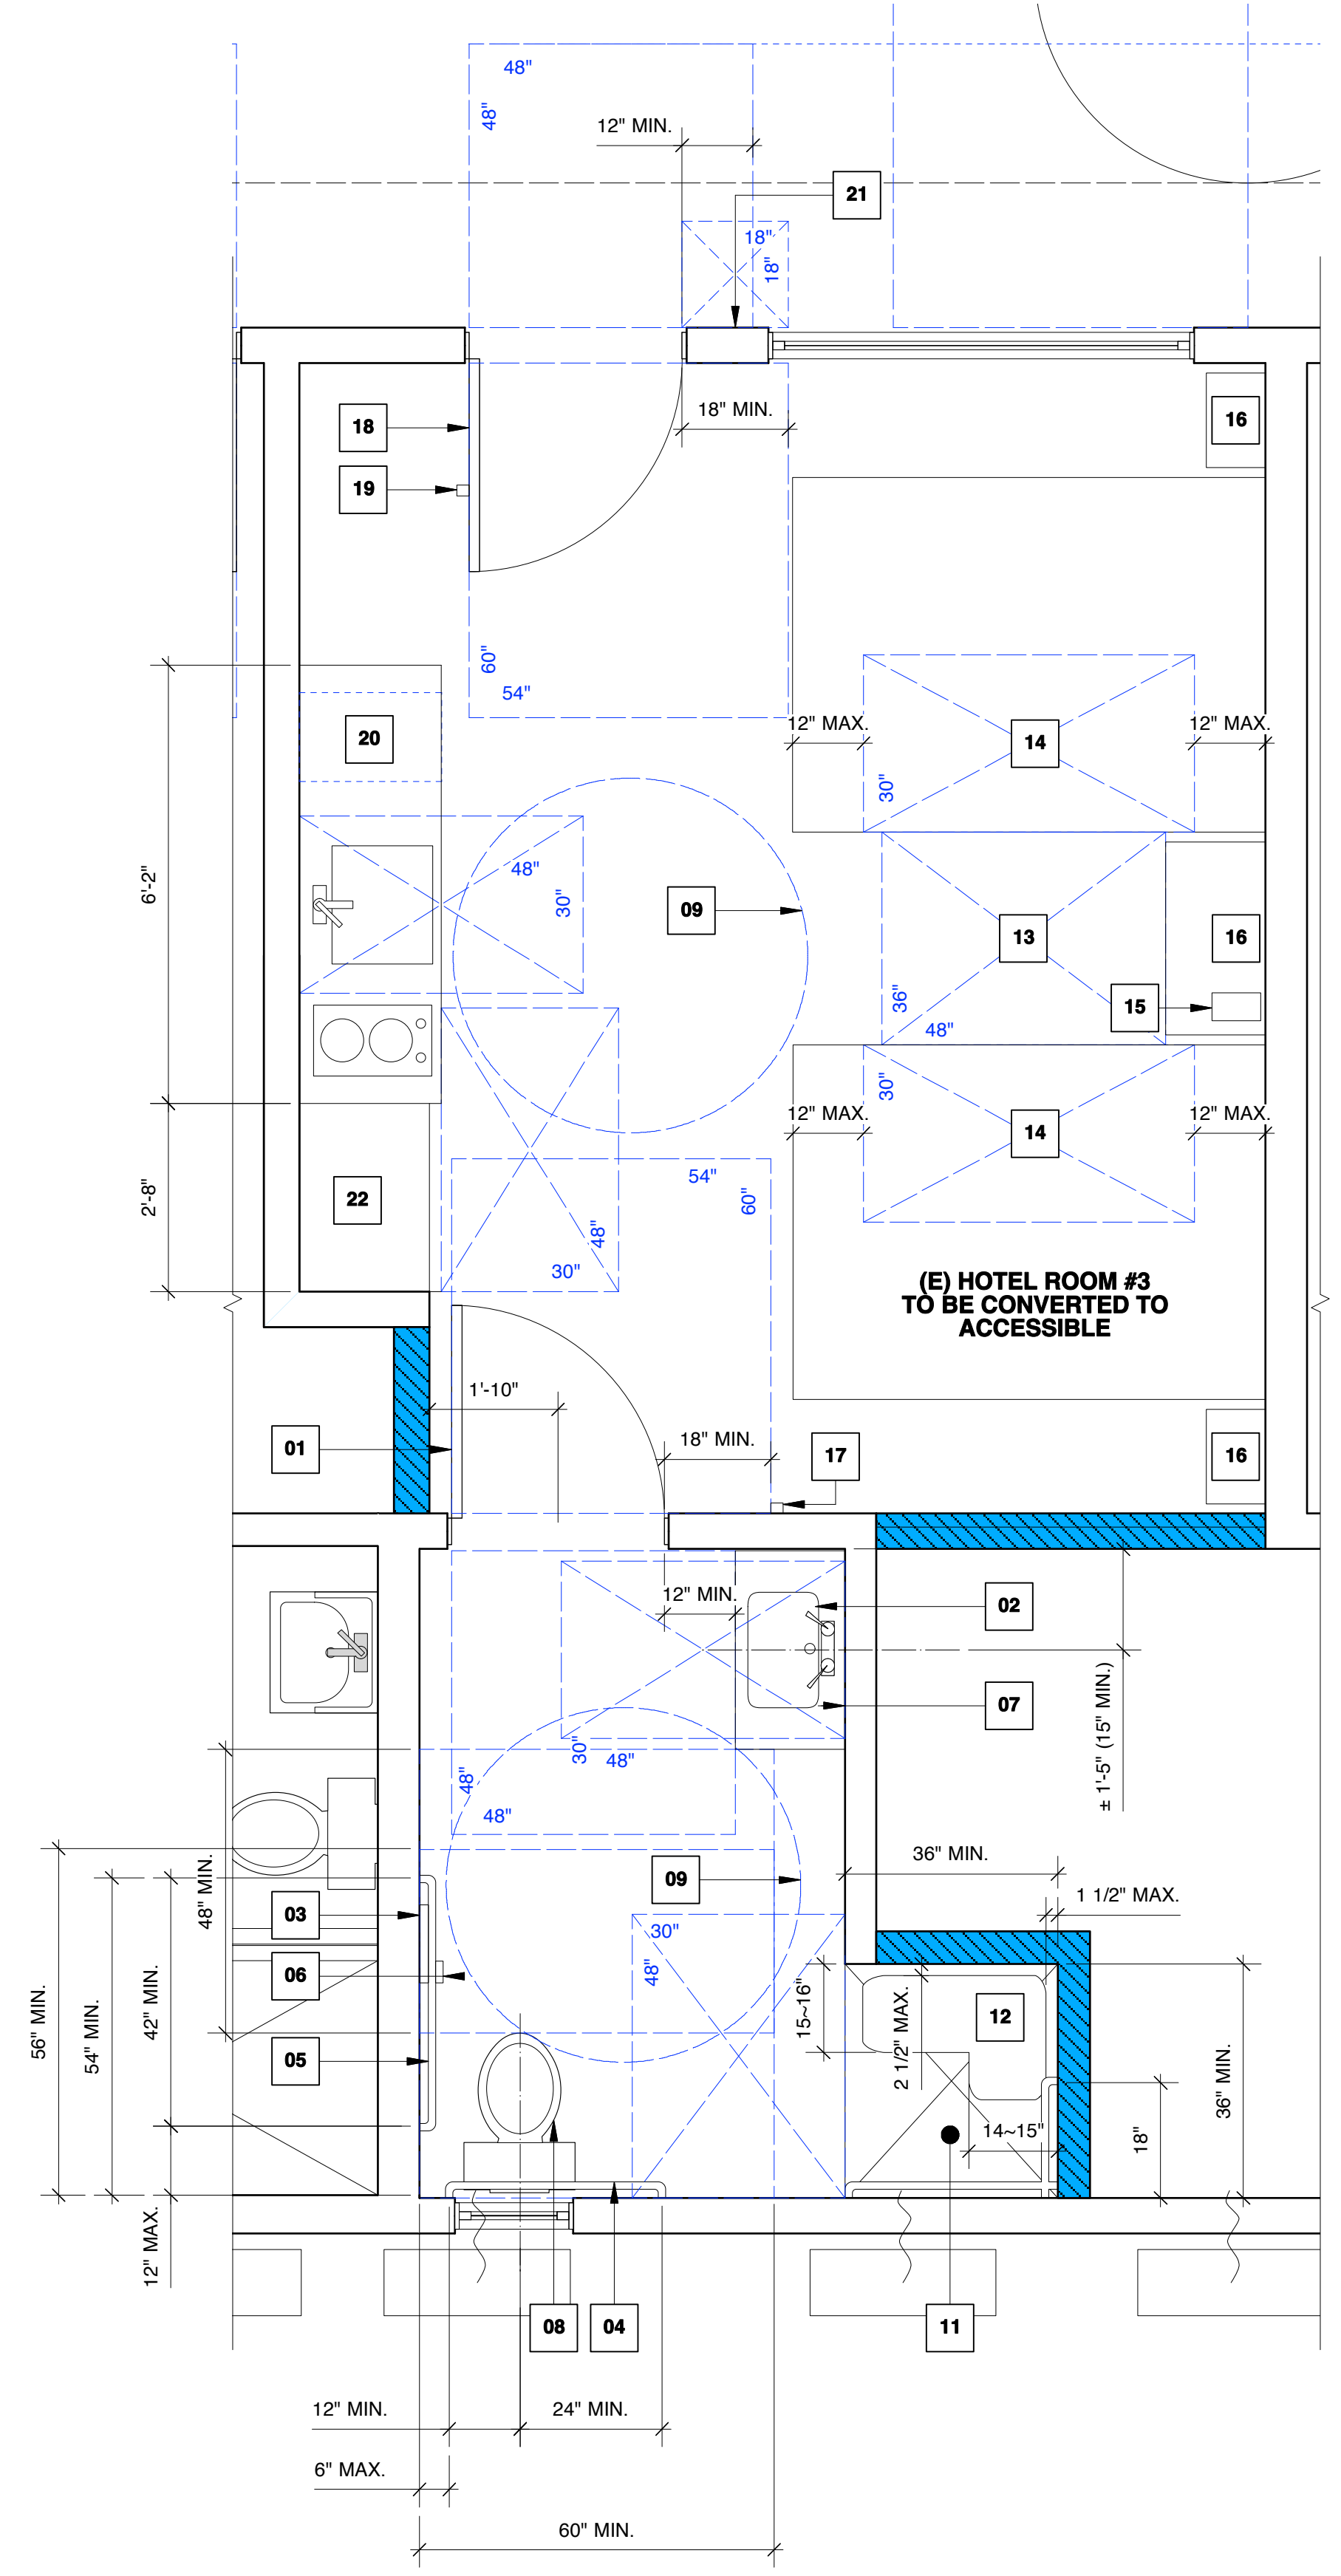 48"
48"
12" MIN.
21
18"
18"
18
18" MIN.
16
19
60"
54"
20
12" MAX.
14
12" MAX.
30"
6'-2"
48"
30"
09
13
16
36"
15
48"
30"
12" MAX.
14
12" MAX.
54"
60"
2'-8"
22
48"
30"
(E) HOTEL ROOM #3
TO BE CONVERTED TO
ACCESSIBLE
1'-10"
01
18" MIN.
17
16
12" MIN.
02
07
± 1'-5" (15" MIN.)
30"
48"
48"
48"
36" MIN.
09
1 1/2" MAX.
48" MIN.
03
30"
48"
06
56" MIN.
54" MIN.
42" MIN.
15~16"
2 1/2" MAX.
12
05
36" MIN.
18"
14~15"
12" MAX.
08
04
11
12" MIN.
24" MIN.
6" MAX.
60" MIN.